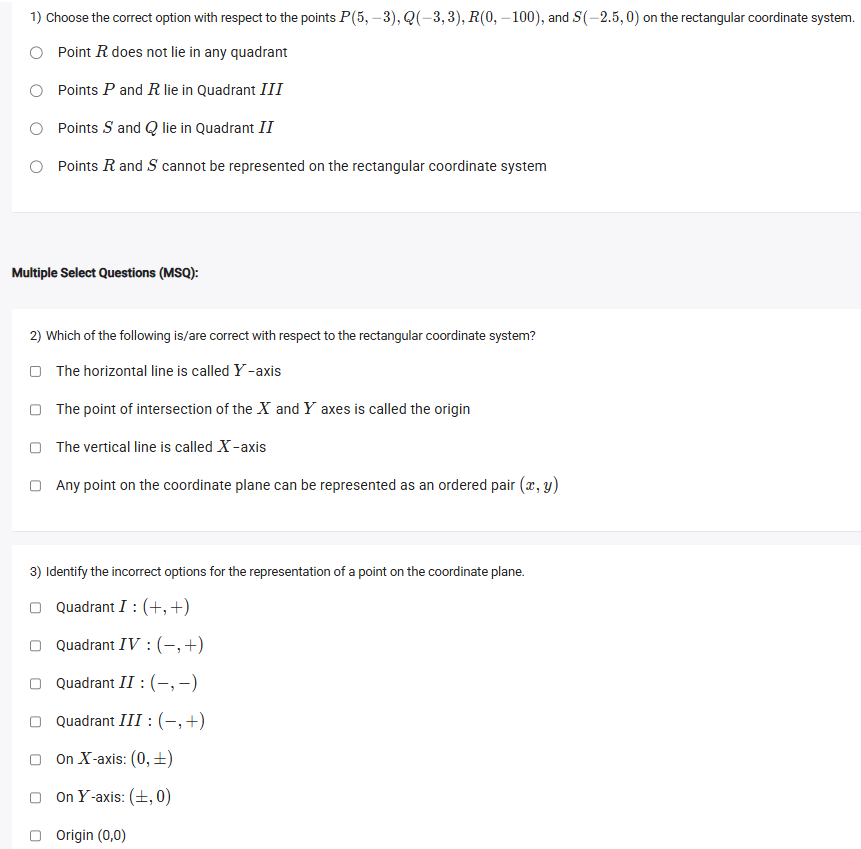 1) Choose the correct option with respect to the points P(5, −3), Q(−3, 3), R(0, −100), and S(−2.5, 0) on the rectangular coordinate system.
Point R does not lie in any quadrant
Points P and R lie in Quadrant III
Points S and Q lie in Quadrant II
Points R and S cannot be represented on the rectangular coordinate system
Multiple Select Questions (MSQ):
2) Which of the following is/are correct with respect to the rectangular coordinate system?
The horizontal line is called Y-axis
The point of intersection of the X and Y axes is called the origin
The vertical line is called X-axis
Any point on the coordinate plane can be represented as an ordered pair (x, y)
3) Identify the incorrect options for the representation of a point on the coordinate plane.
Quadrant I : (+, +)
Quadrant IV : (−, +)
Quadrant II : (−, −)
Quadrant III : (−, +)
On X-axis: (0, ±)
On Y-axis: (±, 0)
Origin (0,0)